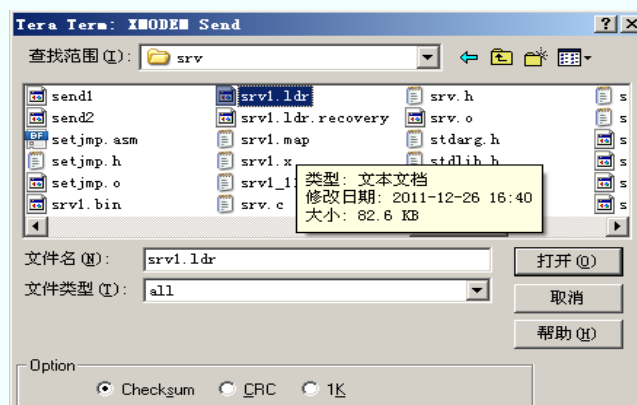 Tera Term: XMODEM Send
查找范围(I): srv
send1 srv1.ldr srv.h s
send2 srv1.ldr.recovery srv.o s
setjmp.asm srv1.map stdarg.h s
setjmp.h srv1.x stdlib.h s
setjmp.o srv1_1 s
srv1.bin srv.c s
类型: 文本文档
修改日期: 2011-12-26 16:40
大小: 82.6 KB
文件名(N): srv1.ldr 打开(O)
文件类型(T): all 取消
帮助(H)
Option
Checksum CRC 1K